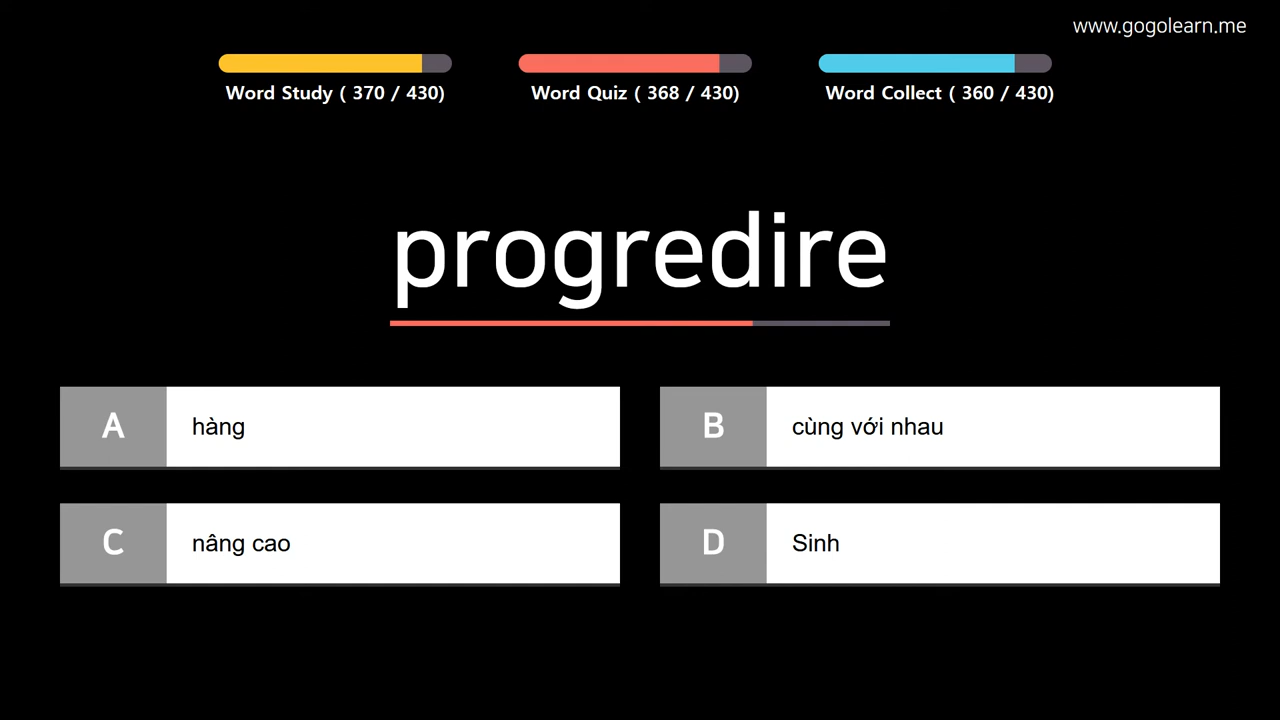 www.gogolearn.me
Word Study ( 370 / 430)
Word Quiz ( 368 / 430)
Word Collect ( 360 / 430)
progredire
A hàng
B cùng với nhau
C nâng cao
D Sinh